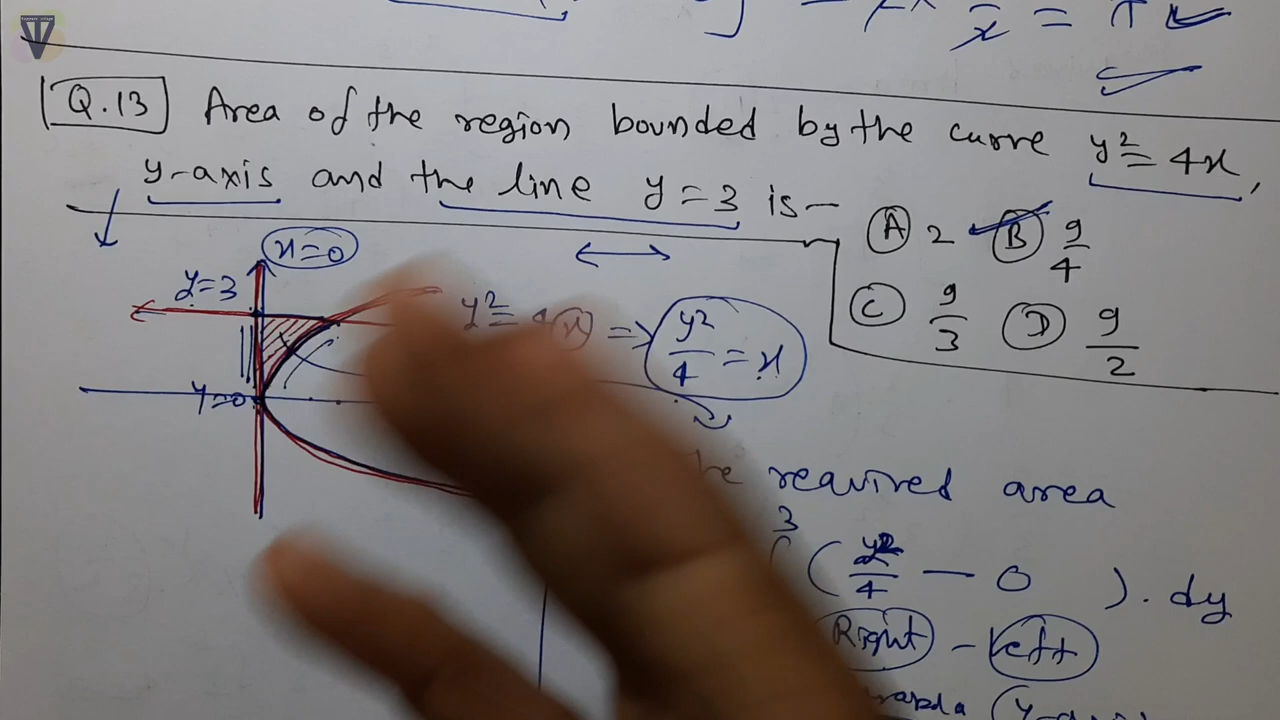 = π
x̄
Q.13 Area of the region bounded by the curve y² = 4x,
y-axis and the line y = 3 is —
(A) 2 (B) 9/4
(C) 9/3 (D) 9/2
x=0
y=3
y² = 4x => y²/4 = x
y=0
required area
3
( y²/4 — 0 ). dy
Right — left